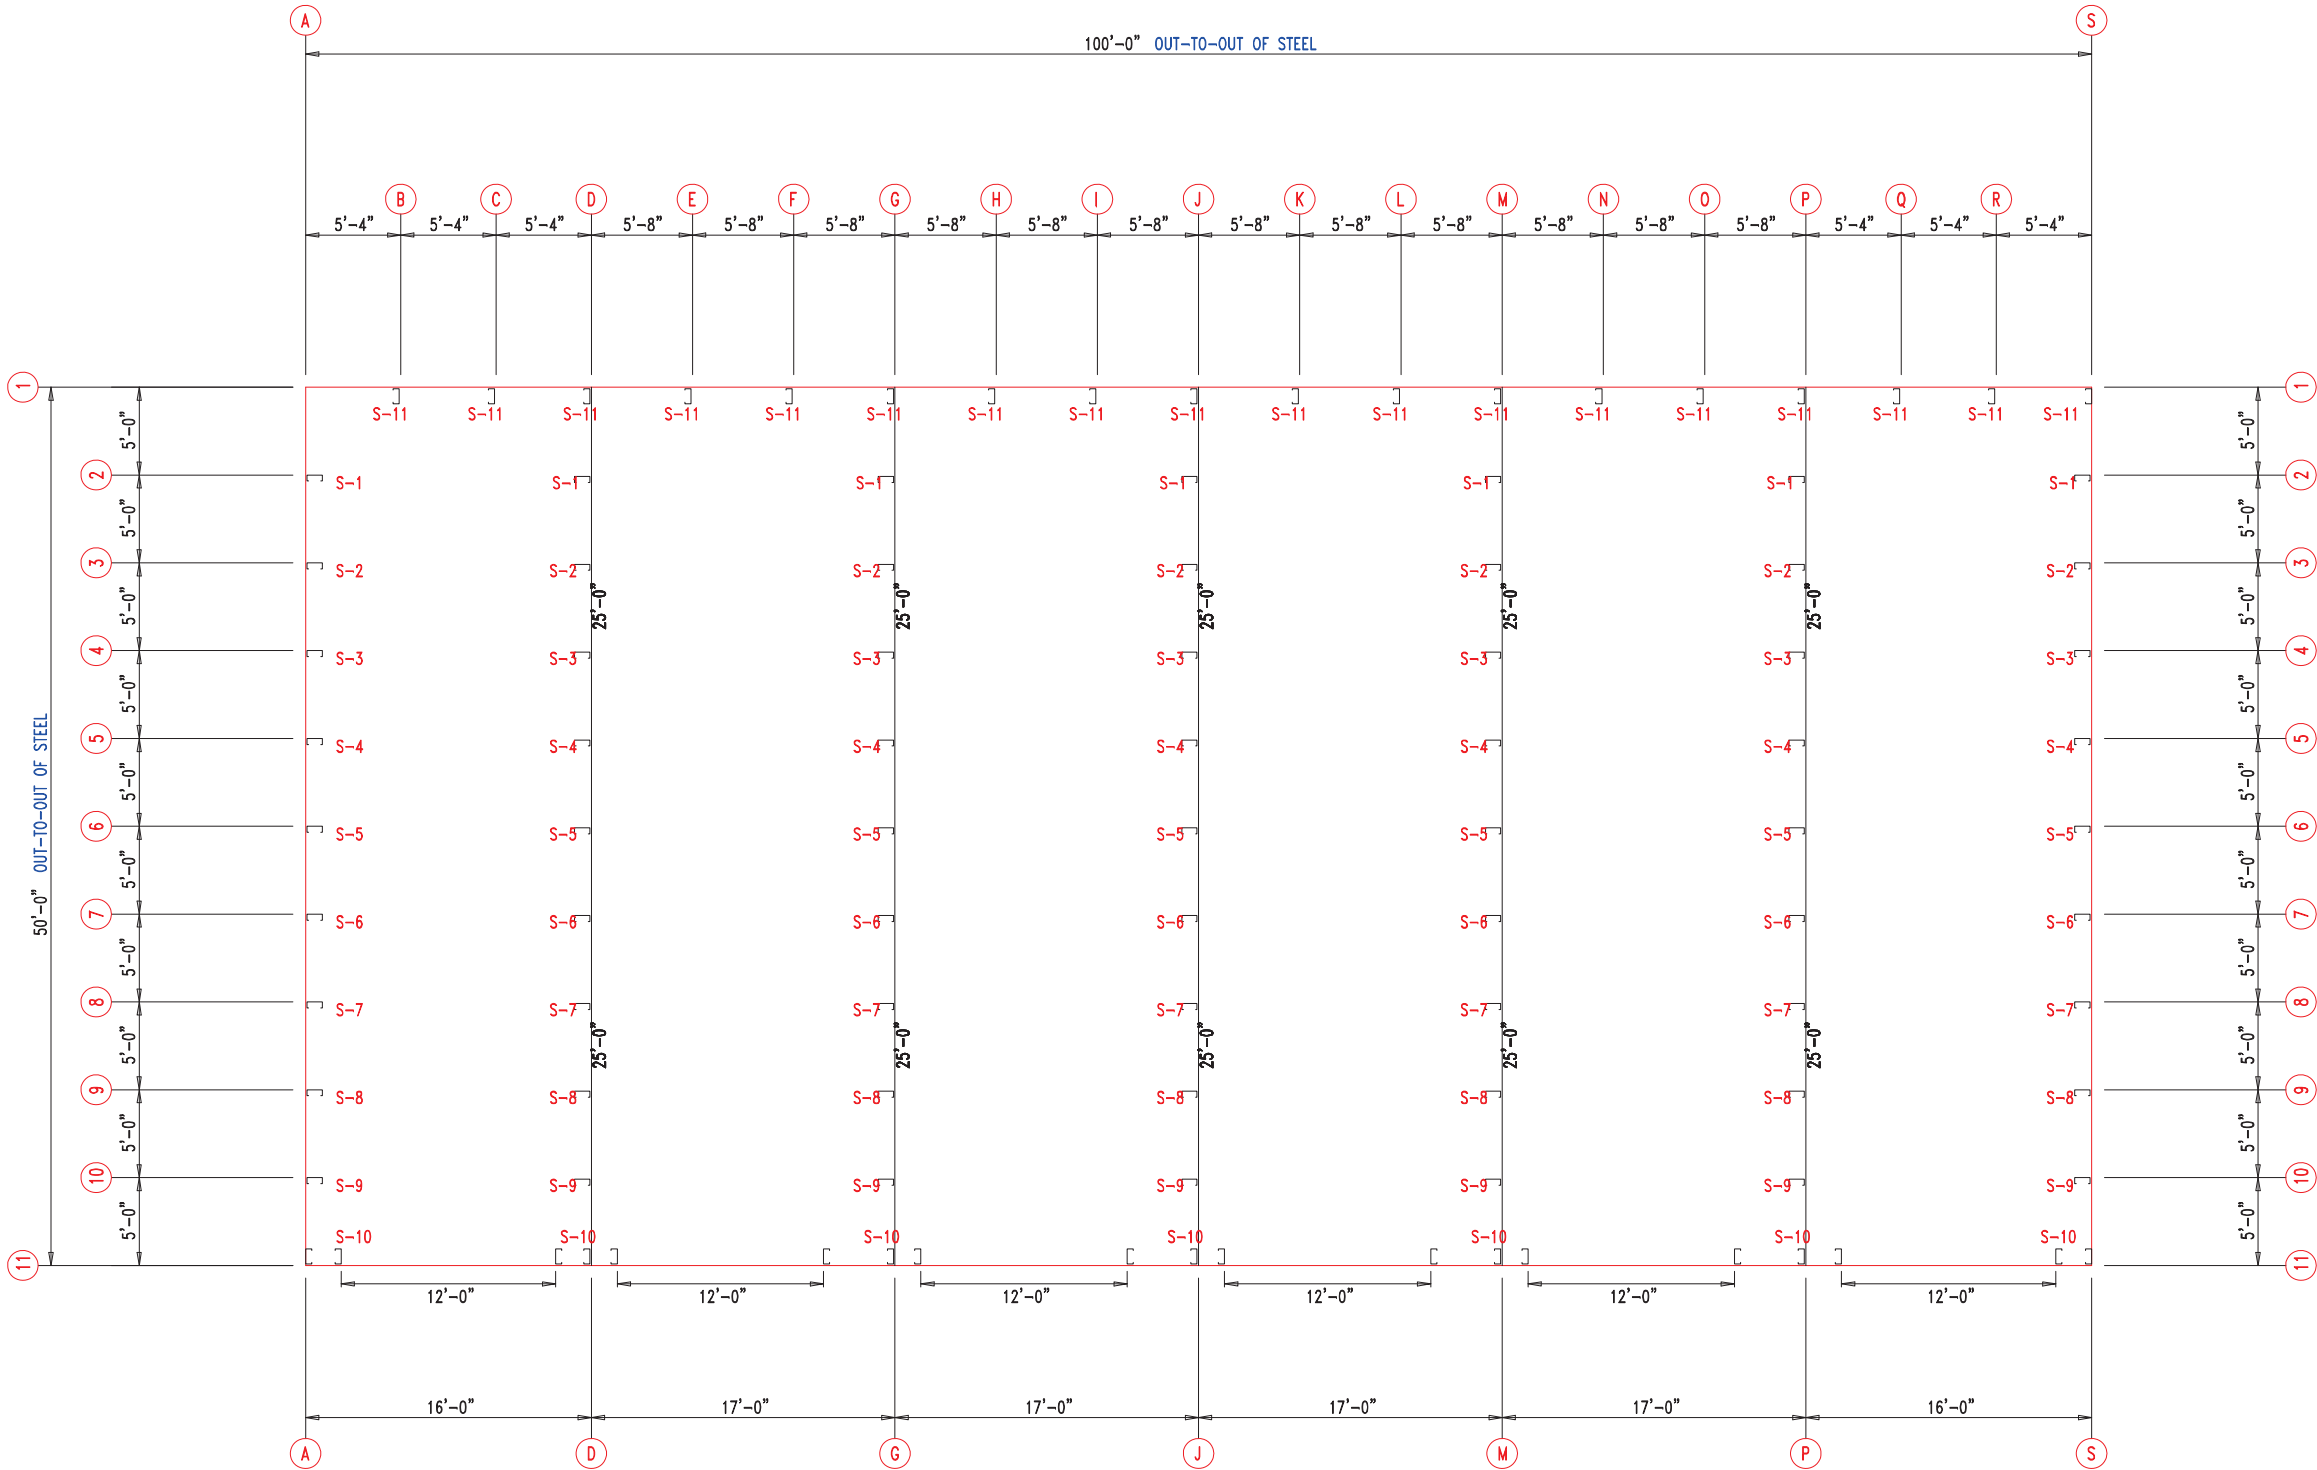 A S
100'-0" OUT-TO-OUT OF STEEL
B C D E F G H I J K L M N O P Q R
5'-4" 5'-4" 5'-4" 5'-8" 5'-8" 5'-8" 5'-8" 5'-8" 5'-8" 5'-8" 5'-8" 5'-8" 5'-8" 5'-8" 5'-8" 5'-4" 5'-4" 5'-4"
1 1
S-11 S-11 S-11 S-11 S-11 S-11 S-11 S-11 S-11 S-11 S-11 S-11 S-11 S-11 S-11 S-11 S-11 S-11
5'-0" 5'-0"
2 S-1 S-1 S-1 S-1 S-1 S-1 S-1 2
5'-0" 5'-0"
3 S-2 S-2 S-2 S-2 S-2 S-2 S-2 3
5'-0" 25'-0" 25'-0" 25'-0" 25'-0" 25'-0" 5'-0"
4 S-3 S-3 S-3 S-3 S-3 S-3 S-3 4
5'-0" 5'-0"
5 S-4 S-4 S-4 S-4 S-4 S-4 S-4 5
5'-0" 5'-0"
50'-0" OUT-TO-OUT OF STEEL
6 S-5 S-5 S-5 S-5 S-5 S-5 S-5 6
5'-0" 5'-0"
7 S-6 S-6 S-6 S-6 S-6 S-6 S-6 7
5'-0" 5'-0"
8 S-7 S-7 S-7 S-7 S-7 S-7 S-7 8
5'-0" 25'-0" 25'-0" 25'-0" 25'-0" 25'-0" 5'-0"
9 S-8 S-8 S-8 S-8 S-8 S-8 S-8 9
5'-0" 5'-0"
10 S-9 S-9 S-9 S-9 S-9 S-9 S-9 10
5'-0" 5'-0"
S-10 S-10 S-10 S-10 S-10 S-10 S-10
11 11
12'-0" 12'-0" 12'-0" 12'-0" 12'-0" 12'-0"
16'-0" 17'-0" 17'-0" 17'-0" 17'-0" 16'-0"
A D G J M P S